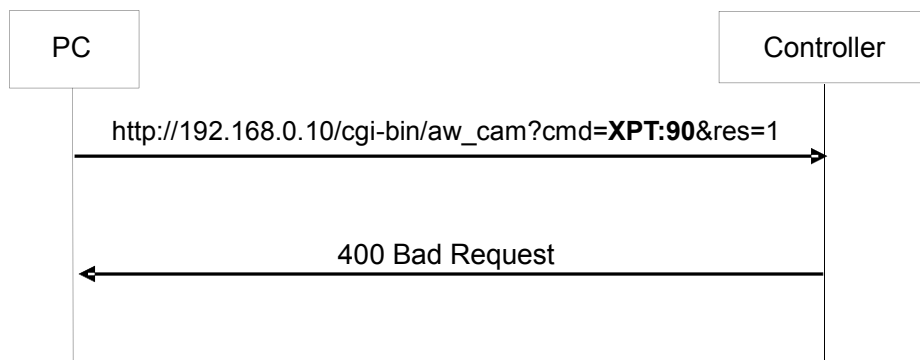 PC
Controller
http://192.168.0.10/cgi-bin/aw_cam?cmd=XPT:90&res=1
400 Bad Request